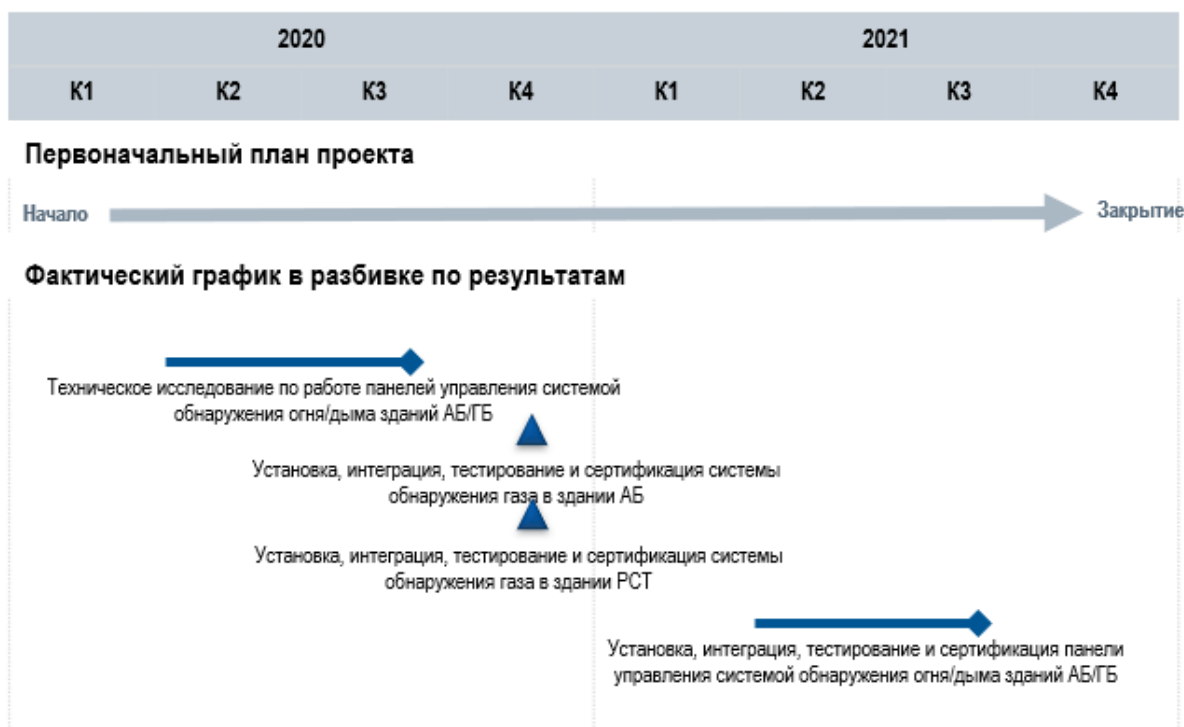 2020 2021
К1 К2 К3 К4 К1 К2 К3 К4
Первоначальный план проекта
Начало Закрытие
Фактический график в разбивке по результатам
Техническое исследование по работе панелей управления системой
обнаружения огня/дыма зданий АБ/ГБ
Установка, интеграция, тестирование и сертификация системы
обнаружения газа в здании АБ
Установка, интеграция, тестирование и сертификация системы
обнаружения газа в здании РСТ
Установка, интеграция, тестирование и сертификация панели
управления системой обнаружения огня/дыма зданий АБ/ГБ